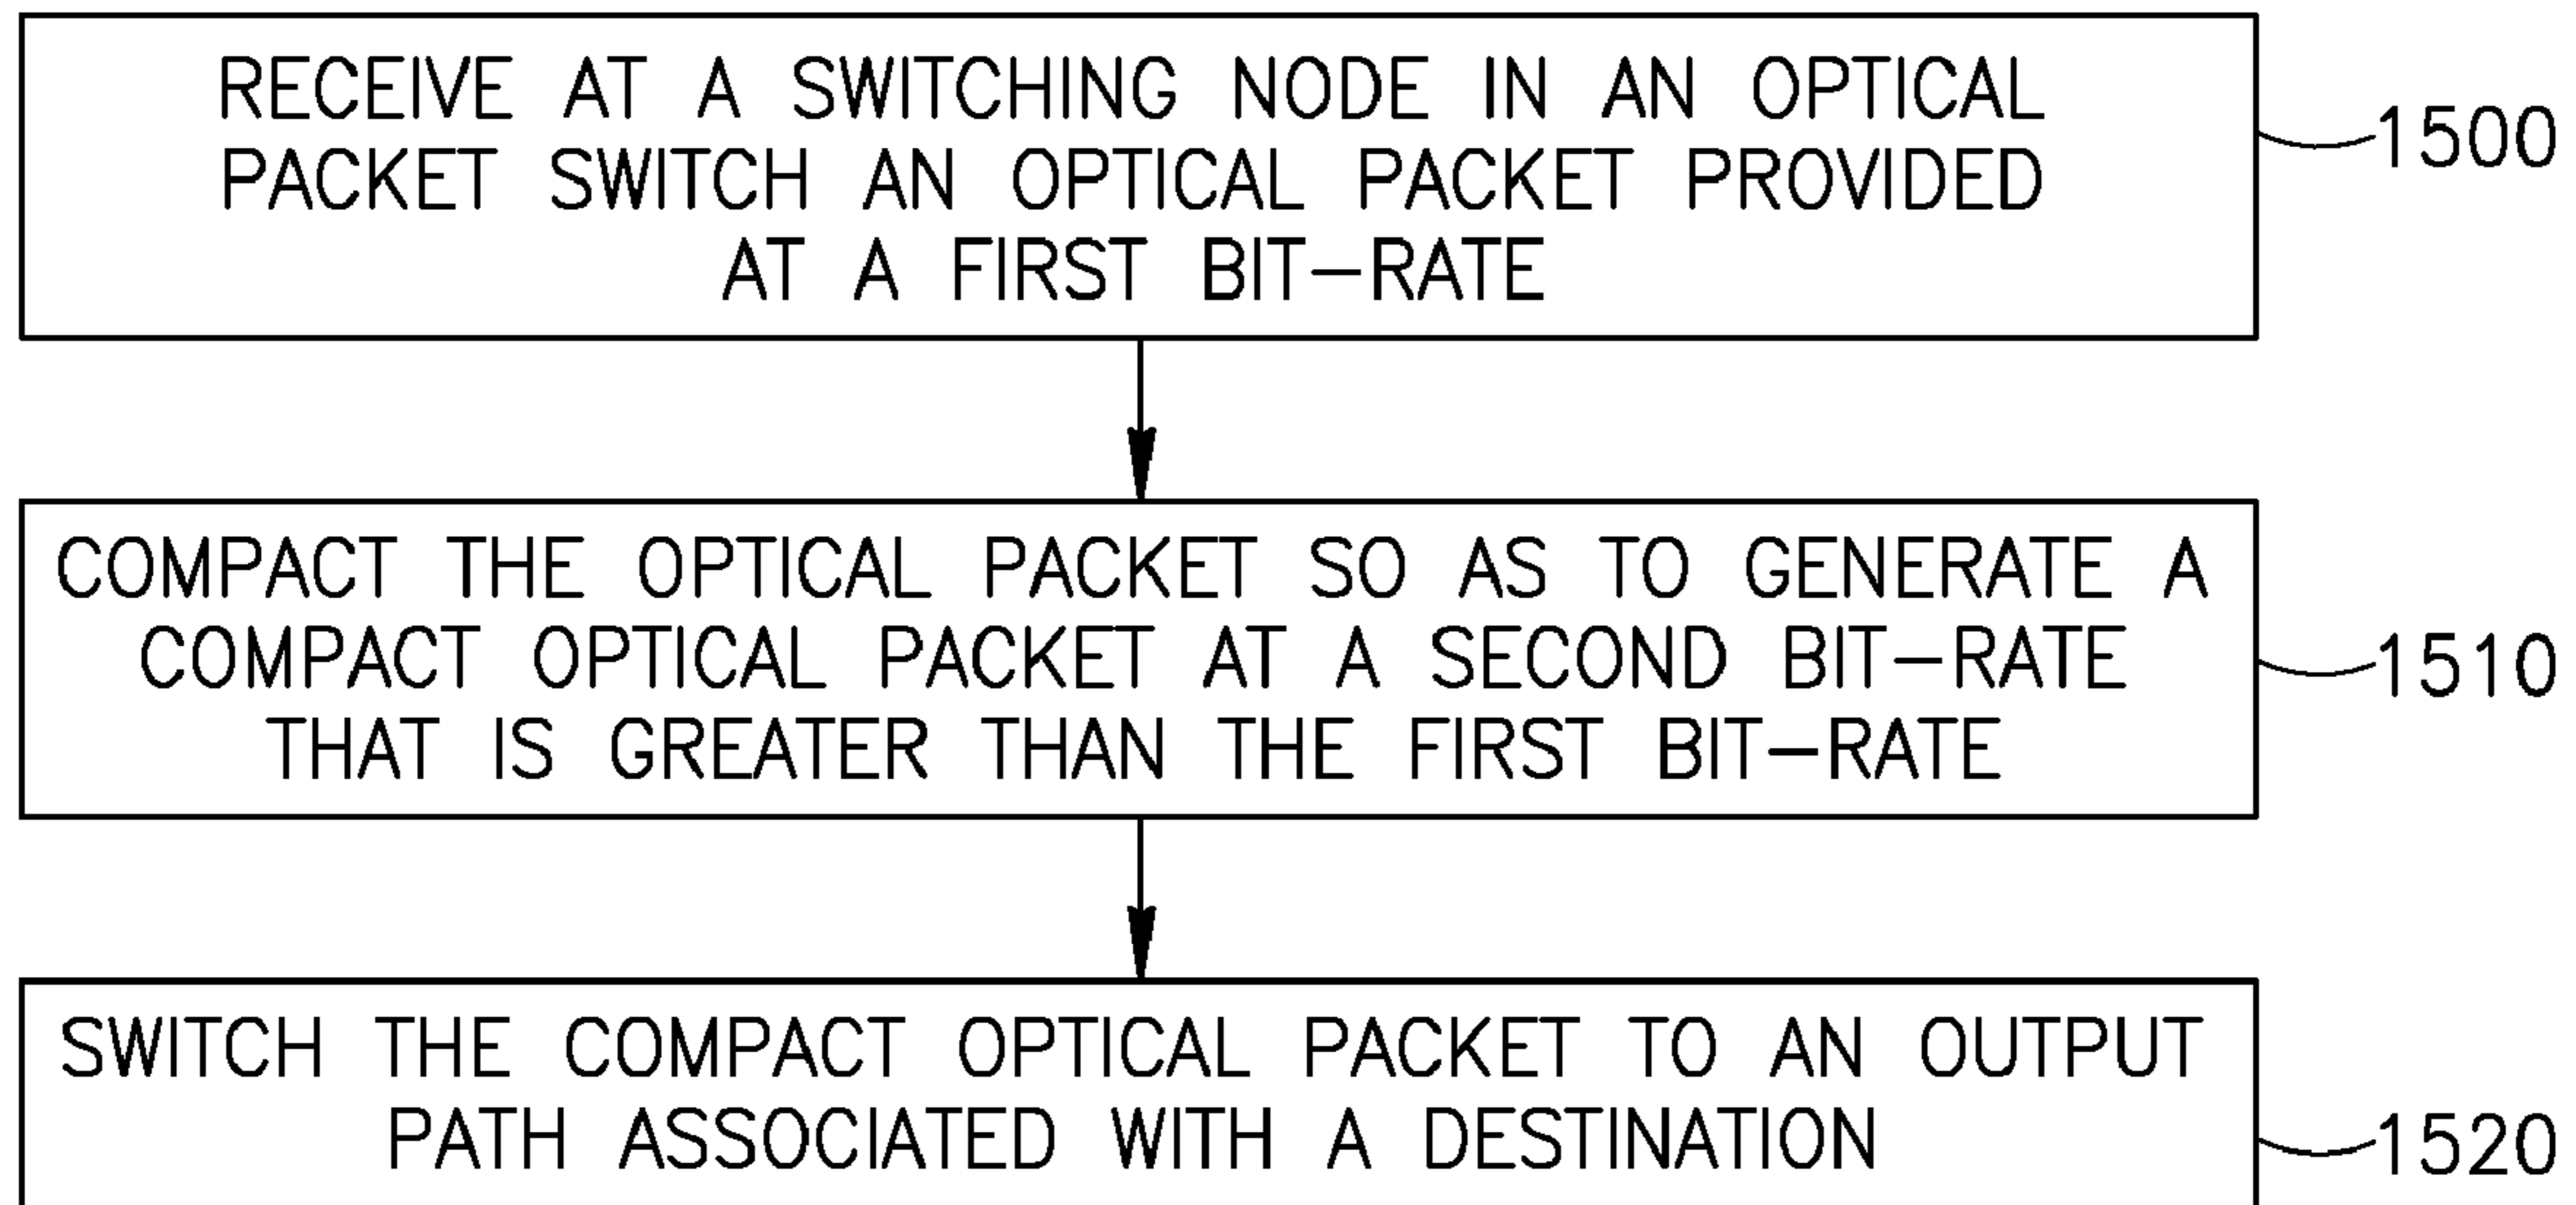 RECEIVE AT A SWITCHING NODE IN AN OPTICAL
PACKET SWITCH AN OPTICAL PACKET PROVIDED
AT A FIRST BIT-RATE
1500
COMPACT THE OPTICAL PACKET SO AS TO GENERATE A
COMPACT OPTICAL PACKET AT A SECOND BIT-RATE
THAT IS GREATER THAN THE FIRST BIT-RATE
1510
SWITCH THE COMPACT OPTICAL PACKET TO AN OUTPUT
PATH ASSOCIATED WITH A DESTINATION
1520